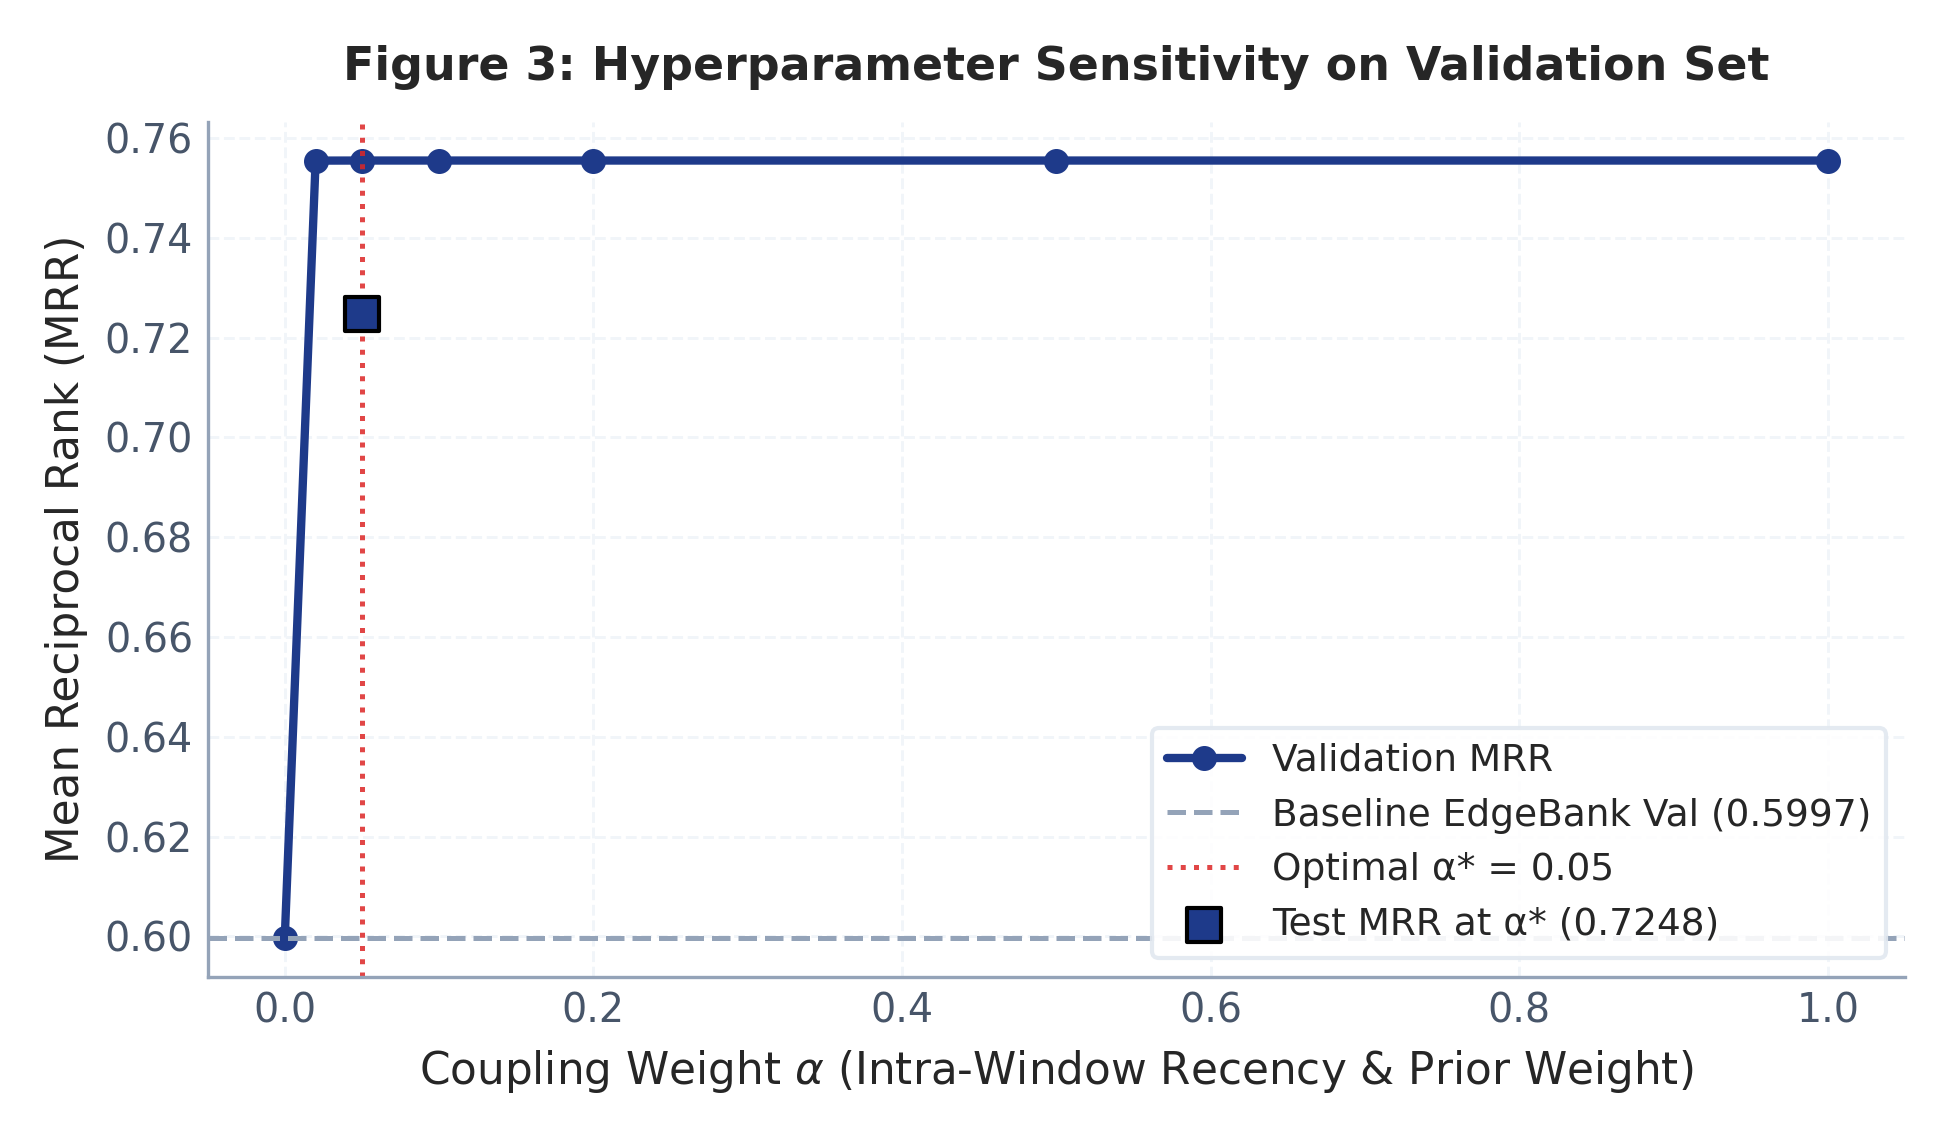 Figure 3: Hyperparameter Sensitivity on Validation Set
Mean Reciprocal Rank (MRR)
0.76
0.74
0.72
0.70
0.68
0.66
0.64
0.62
0.60
Validation MRR
Baseline EdgeBank Val (0.5997)
Optimal α* = 0.05
Test MRR at α* (0.7248)
0.0 0.2 0.4 0.6 0.8 1.0
Coupling Weight α (Intra-Window Recency & Prior Weight)